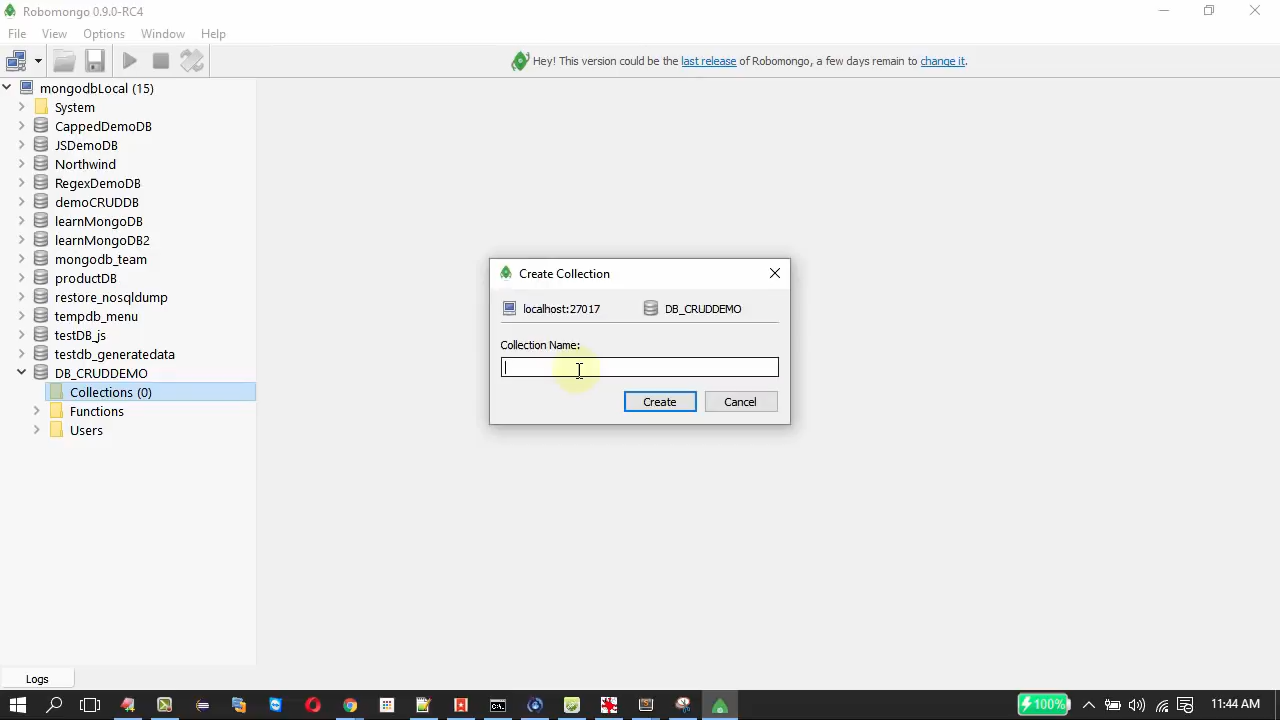 Robomongo 0.9.0-RC4
File View Options Window Help
Hey! This version could be the last release of Robomongo, a few days remain to change it.
mongodbLocal (15)
System
CappedDemoDB
JSDemoDB
Northwind
RegexDemoDB
demoCRUDDB
learnMongoDB
learnMongoDB2
mongodb_team
productDB
restore_nosqldump
tempdb_menu
testDB_js
testdb_generatedata
DB_CRUDDEMO
Collections (0)
Functions
Users
Create Collection
localhost:27017 DB_CRUDDEMO
Collection Name:
Create Cancel
Logs
100% 11:44 AM